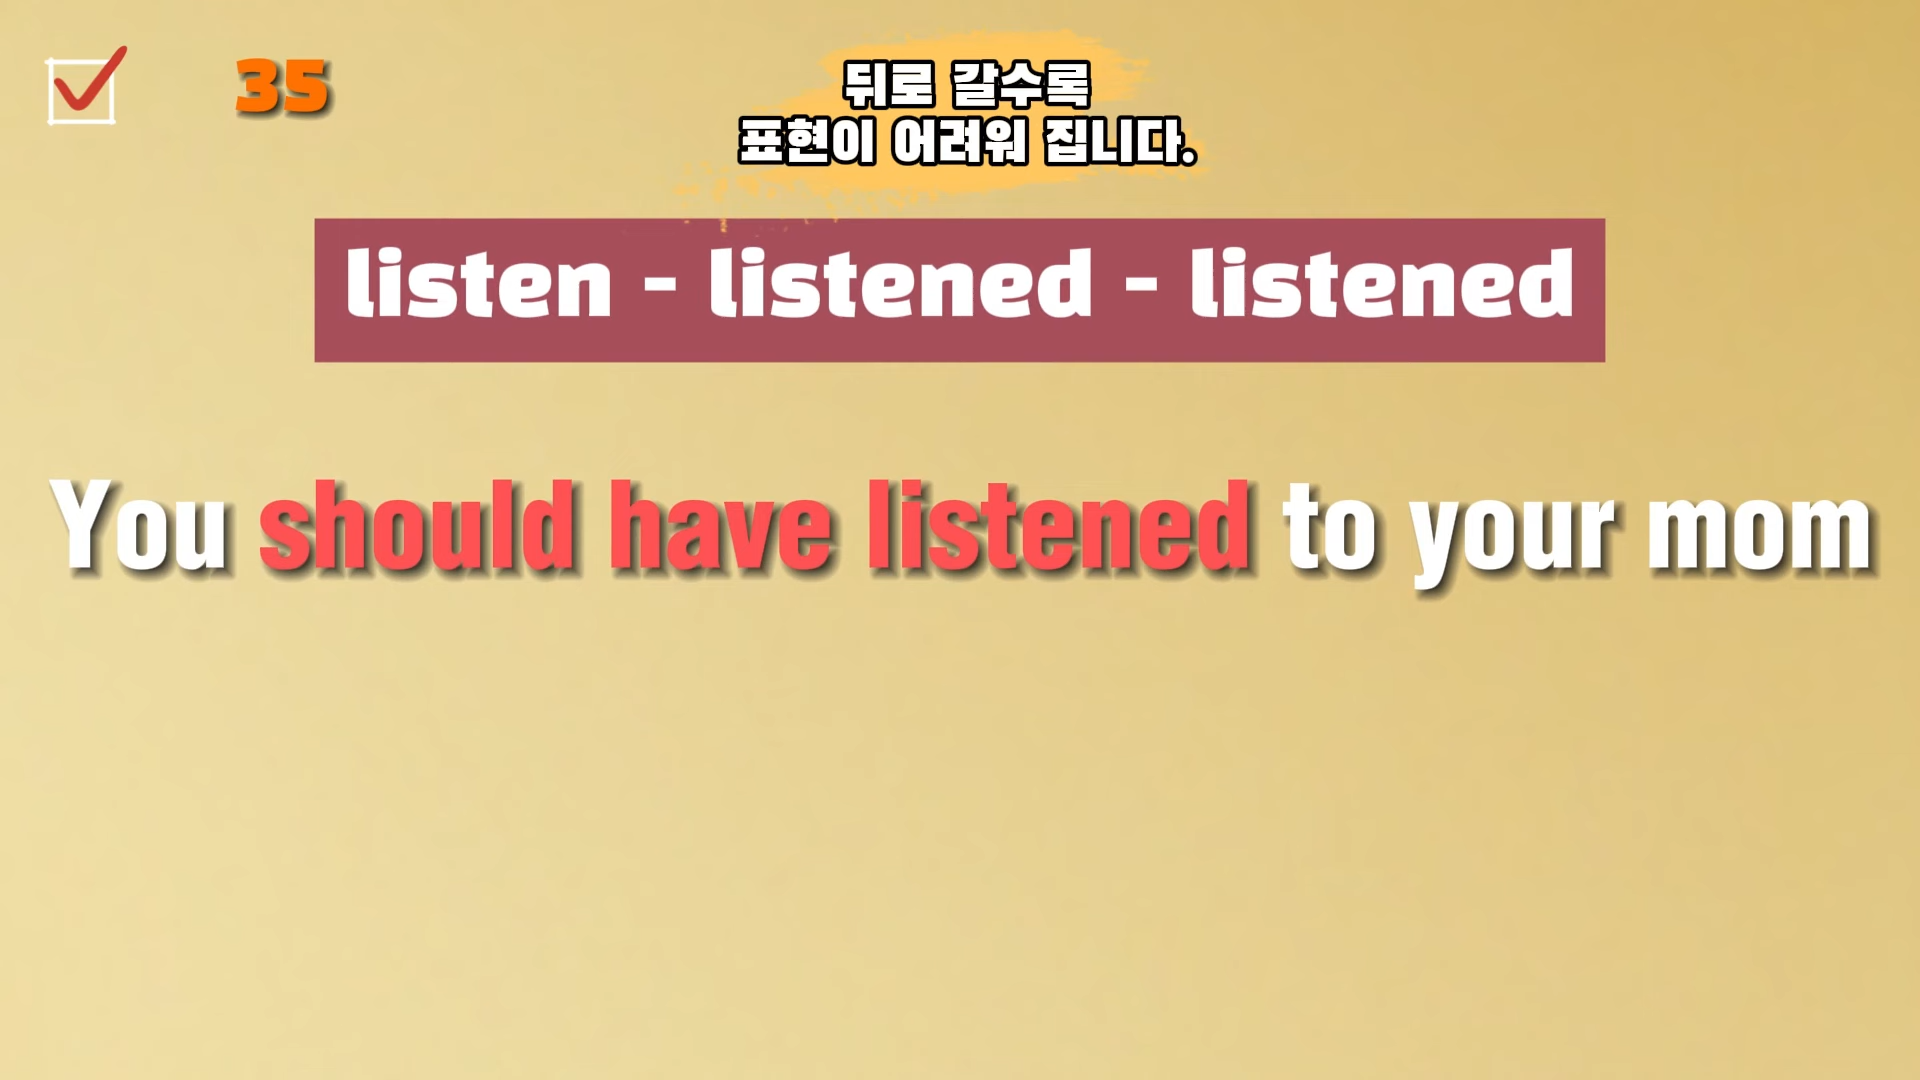 35
뒤로 갈수록
표현이 어려워 집니다.
listen - listened - listened
You should have listened to your mom